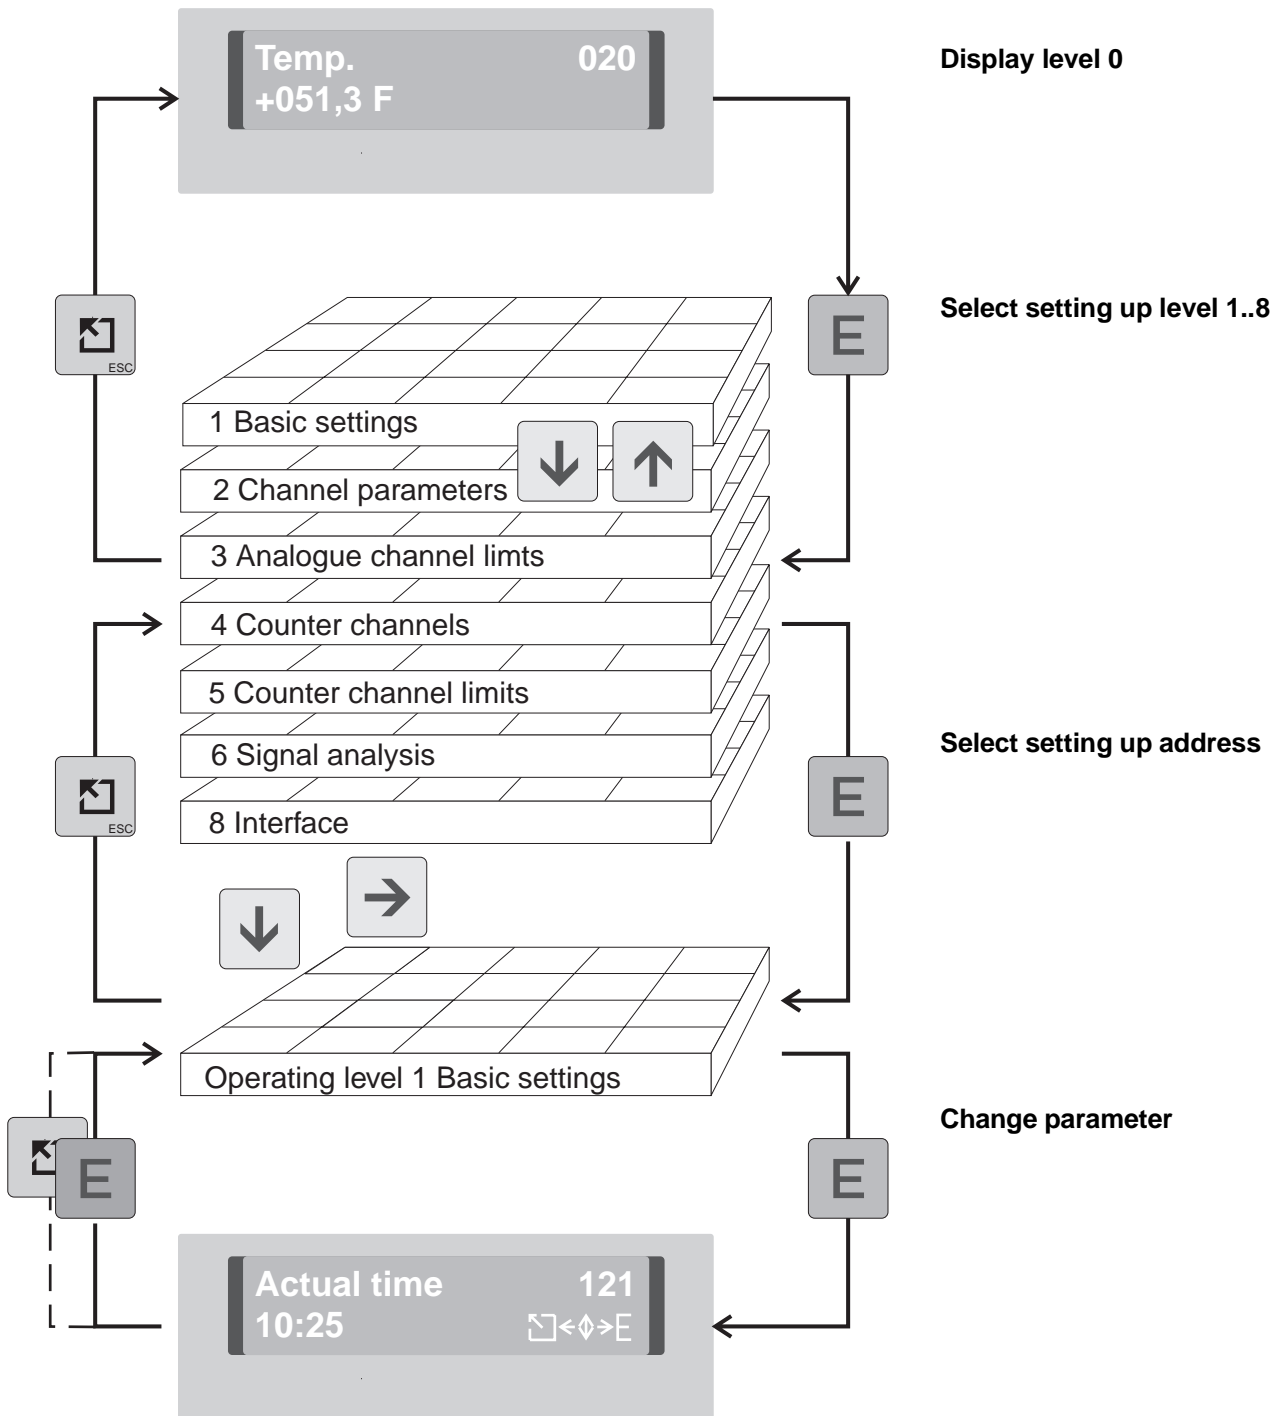 Temp. 020
+051,3 F
Display level 0
ESC
E
Select setting up level 1..8
1 Basic settings
2 Channel parameters
3 Analogue channel limts
4 Counter channels
5 Counter channel limits
6 Signal analysis
8 Interface
ESC
E
Select setting up address
Operating level 1 Basic settings
E
E
Change parameter
Actual time 121
10:25 E